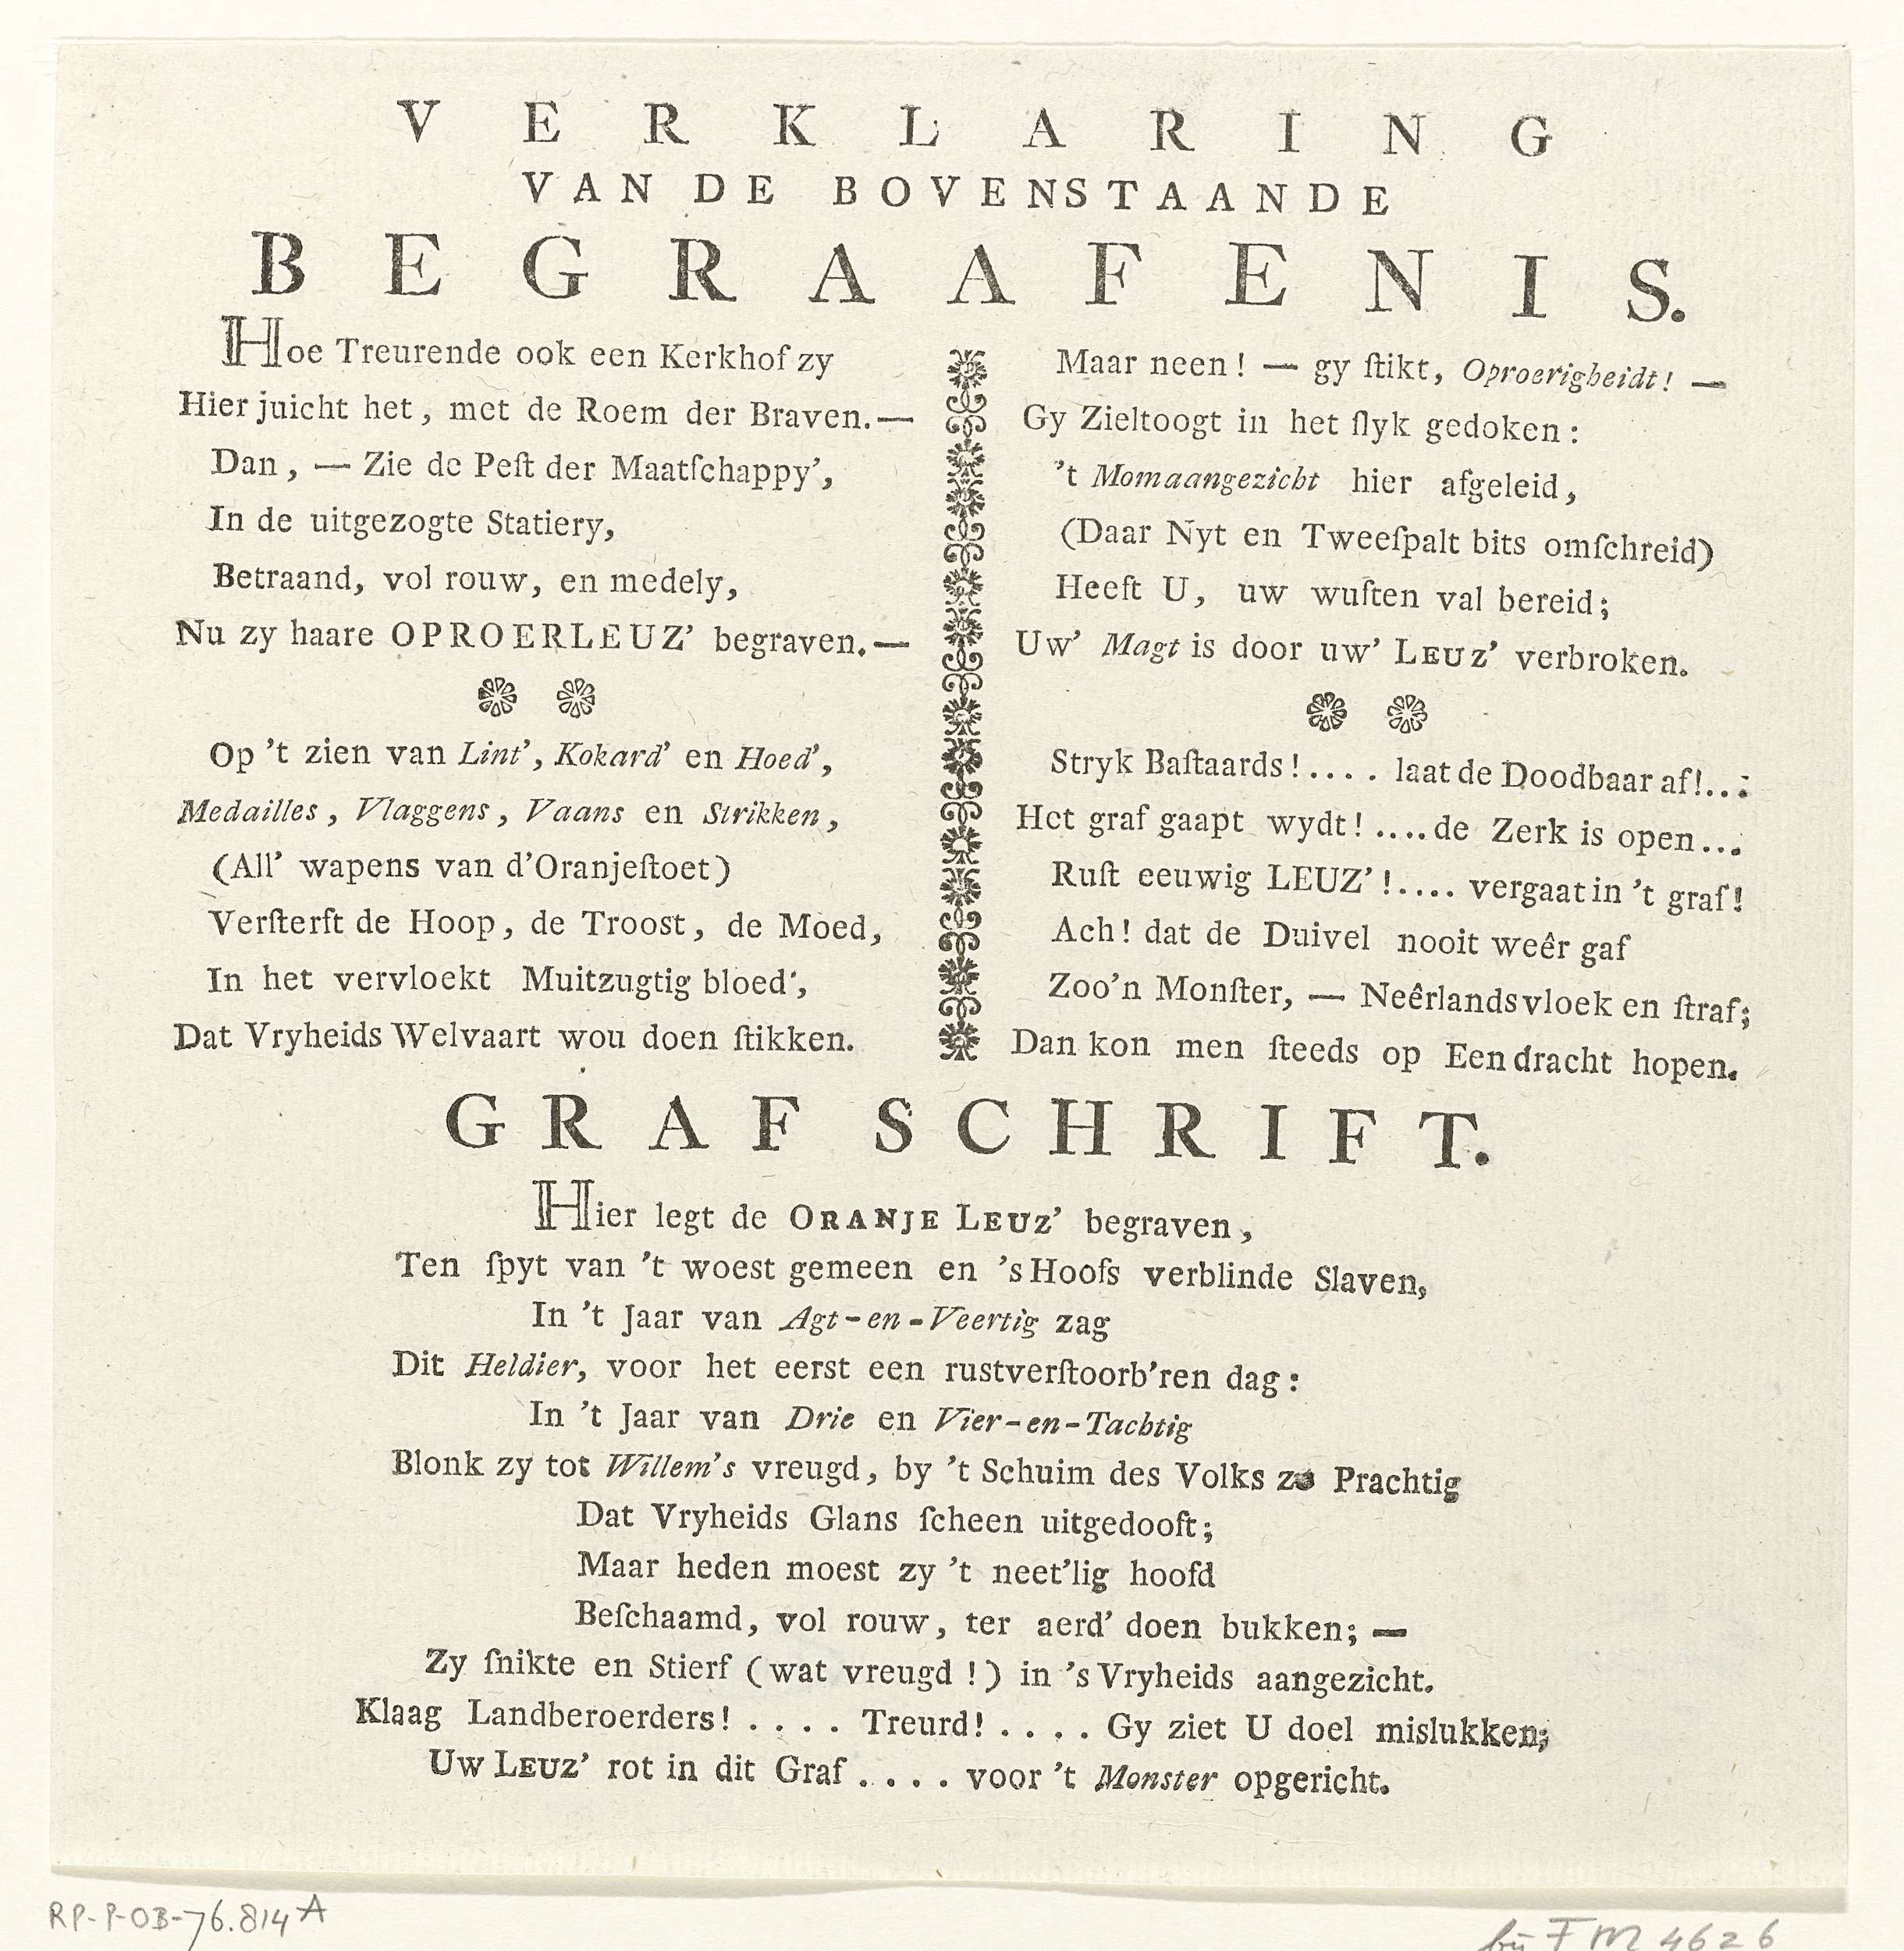 VERKLARING
VAN DE BOVENSTAANDE
BEGRAAFENIS.
Hoe Treurende ook een Kerkhof zy
Hier juicht het, met de Roem der Braven.—
Dan, — Zie de Peſt der Maatſchappy',
In de uitgezogte Statiery,
Betraand, vol rouw, en medely,
Nu zy haare OPROERLEUZ' begraven.—
Op 't zien van Lint', Kokard' en Hoed',
Medailles, Vlaggens, Vaans en Strikken,
(All' wapens van d'Oranjeſtoet)
Verſterft de Hoop, de Troost, de Moed,
In het vervloekt Muitzugtig bloed',
Dat Vryheids Welvaart wou doen ſtikken.
Maar neen! — gy ſtikt, Oproerigheidt! —
Gy Zieltoogt in het ſlyk gedoken:
't Momaangezicht hier afgeleid,
(Daar Nyt en Tweeſpalt bits omſchreid)
Heeft U, uw wuſten val bereid;
Uw' Magt is door uw' LEUZ' verbroken.
Stryk Baſtaards!.... laat de Doodbaar af!...
Het graf gaapt wydt! ....de Zerk is open...
Ruſt eeuwig LEUZ'!.... vergaat in 't graf!
Ach! dat de Duivel nooit weêr gaf
Zoo'n Monſter, — Neêrlands vloek en ſtraf;
Dan kon men ſteeds op Eendracht hopen.
GRAFSCHRIFT.
Hier legt de ORANJE LEUZ' begraven,
Ten ſpyt van 't woest gemeen en 's Hoofs verblinde Slaven,
In 't Jaar van Agt-en-Veertig zag
Dit Heldier, voor het eerst een rustverſtoorb'ren dag:
In 't Jaar van Drie en Vier-en-Tachtig
Blonk zy tot Willem's vreugd, by 't Schuim des Volks zo Prachtig
Dat Vryheids Glans ſcheen uitgedooft;
Maar heden moest zy 't neet'lig hoofd
Beſchaamd, vol rouw, ter aerd' doen bukken; —
Zy ſnikte en Stierf (wat vreugd!) in 's Vryheids aangezicht.
Klaag Landberoerders! .... Treurd! .... Gy ziet U doel mislukken;
Uw LEUZ' rot in dit Graf .... voor 't Monster opgericht.
RP-P-OB-76.814A
bij FM 4626